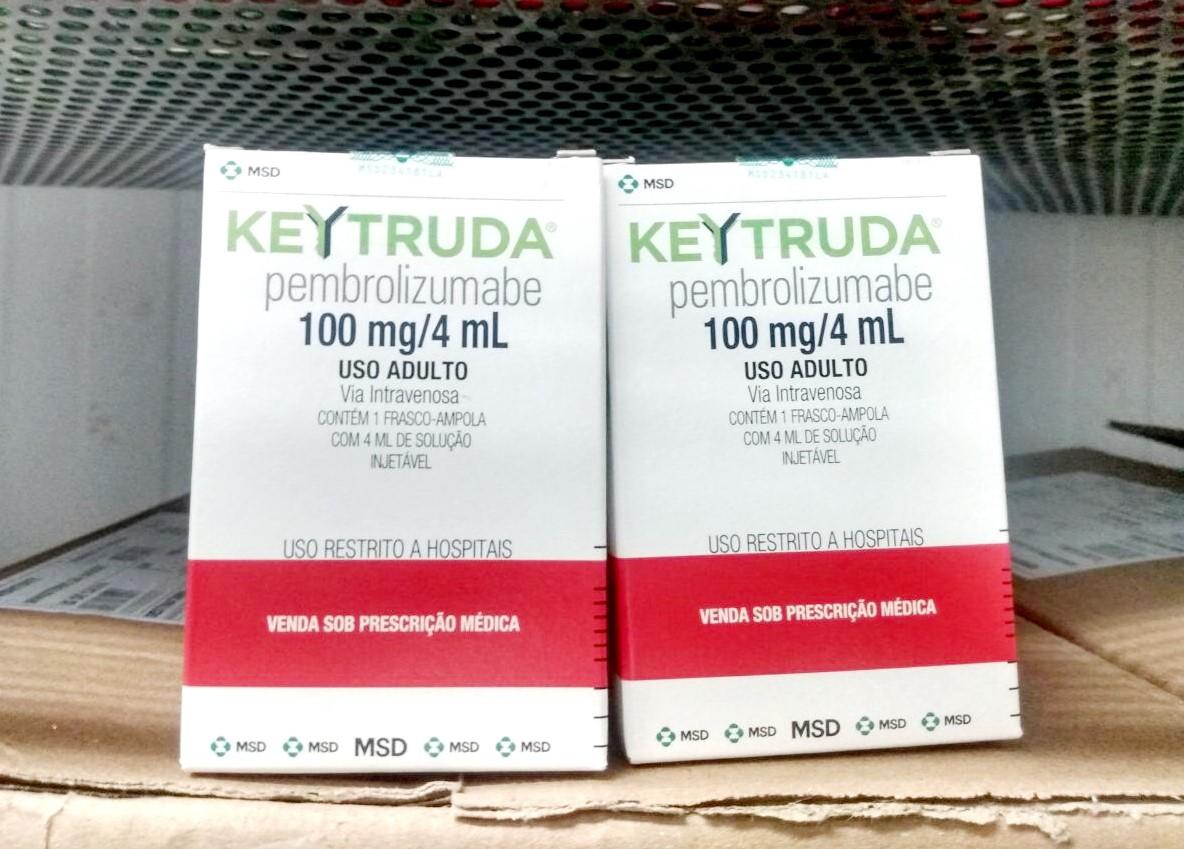 MSD
KEYTRUDA®
pembrolizumabe
100 mg/4 mL
USO ADULTO
Via Intravenosa
CONTÉM 1 FRASCO-AMPOLA
COM 4 ML DE SOLUÇÃO
INJETÁVEL
USO RESTRITO A HOSPITAIS
VENDA SOB PRESCRIÇÃO MÉDICA
MSD MSD MSD MSD MSD
MSD
KEYTRUDA®
pembrolizumabe
100 mg/4 mL
USO ADULTO
Via Intravenosa
CONTÉM 1 FRASCO-AMPOLA
COM 4 ML DE SOLUÇÃO
INJETÁVEL
USO RESTRITO A HOSPITAIS
VENDA SOB PRESCRIÇÃO MÉDICA
MSD MSD MSD MSD MSD